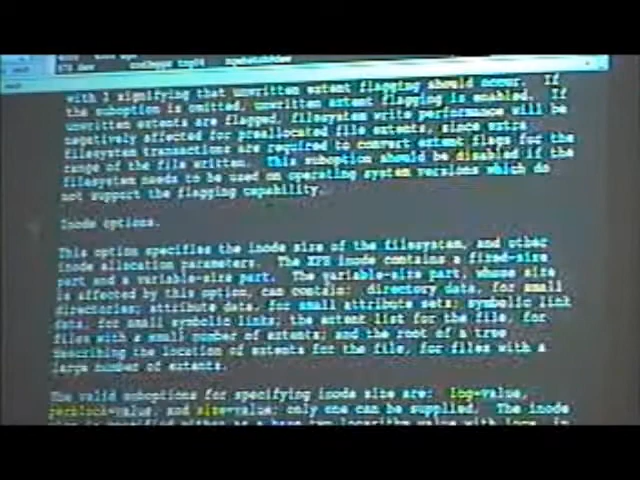 with 1 signifying that unwritten extent flagging should occur. If
the suboption is omitted, unwritten extent flagging is enabled. If
unwritten extents are flagged, filesystem write performance will be
negatively affected for preallocated file extents, since extra
filesystem transactions are required to convert extent flags for the
range of the file written. This suboption should be disabled if the
filesystem needs to be used on operating system versions which do
not support the flagging capability.
Inode options.
This option specifies the inode size of the filesystem, and other
inode allocation parameters. The XFS inode contains a fixed-size
part and a variable-size part. The variable-size part, whose size
is affected by this option, can contain: directory data, for small
directories; attribute data, for small attribute sets; symbolic link
data, for small symbolic links; the extent list for the file, for
files with a small number of extents; and the root of a tree
describing the location of extents for the file, for files with a
large number of extents.
The valid suboptions for specifying inode size are: log=value,
perblock=value, and size=value; only one can be supplied. The inode